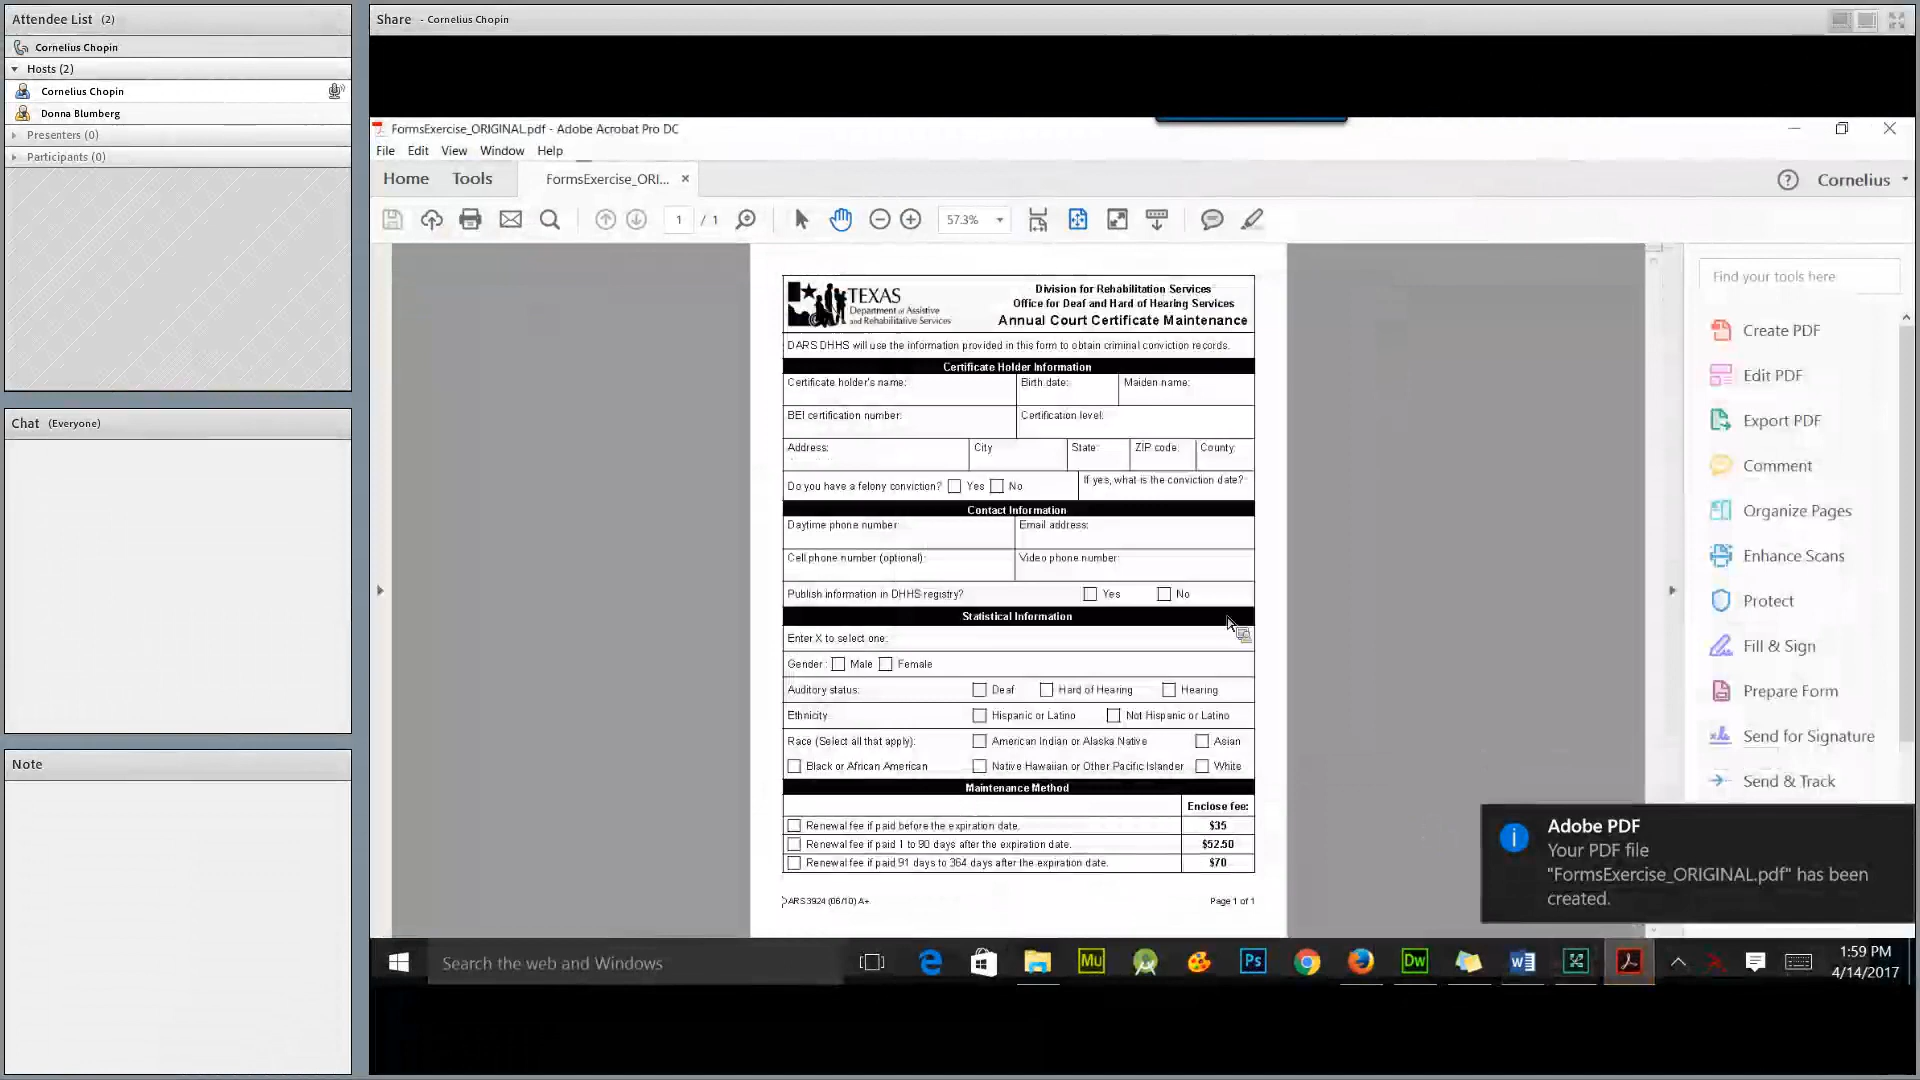 Attendee List (2)
Cornelius Chopin
Hosts (2)
Cornelius Chopin
Donna Blumberg
Presenters (0)
Participants (0)
Chat (Everyone)
Note
Share - Cornelius Chopin
FormsExercise_ORIGINAL.pdf - Adobe Acrobat Pro DC
File Edit View Window Help
Home Tools FormsExercise_ORI... × Cornelius
1 / 1 57.3%
TEXAS
Department of Assistive
and Rehabilitative Services
Division for Rehabilitation Services
Office for Deaf and Hard of Hearing Services
Annual Court Certificate Maintenance
DARS DHHS will use the information provided in this form to obtain criminal conviction records.
Certificate Holder Information
Certificate holder's name: Birth date: Maiden name:
BEI certification number: Certification level:
Address: City State: ZIP code: County:
Do you have a felony conviction? Yes No If yes, what is the conviction date?
Contact Information
Daytime phone number: Email address:
Cell phone number (optional): Video phone number:
Publish information in DHHS registry? Yes No
Statistical Information
Enter X to select one:
Gender: Male Female
Auditory status: Deaf Hard of Hearing Hearing
Ethnicity Hispanic or Latino Not Hispanic or Latino
Race (Select all that apply): American Indian or Alaska Native Asian
Black or African American Native Hawaiian or Other Pacific Islander White
Maintenance Method
Enclose fee:
Renewal fee if paid before the expiration date. $35
Renewal fee if paid 1 to 90 days after the expiration date. $52.50
Renewal fee if paid 91 days to 364 days after the expiration date. $70
DARS3924 (06/10) A+ Page 1 of 1
Find your tools here
Create PDF
Edit PDF
Export PDF
Comment
Organize Pages
Enhance Scans
Protect
Fill & Sign
Prepare Form
Send for Signature
Send & Track
Adobe PDF
Your PDF file
"FormsExercise_ORIGINAL.pdf" has been
created.
Search the web and Windows
Mu Ps Dw
1:59 PM
4/14/2017